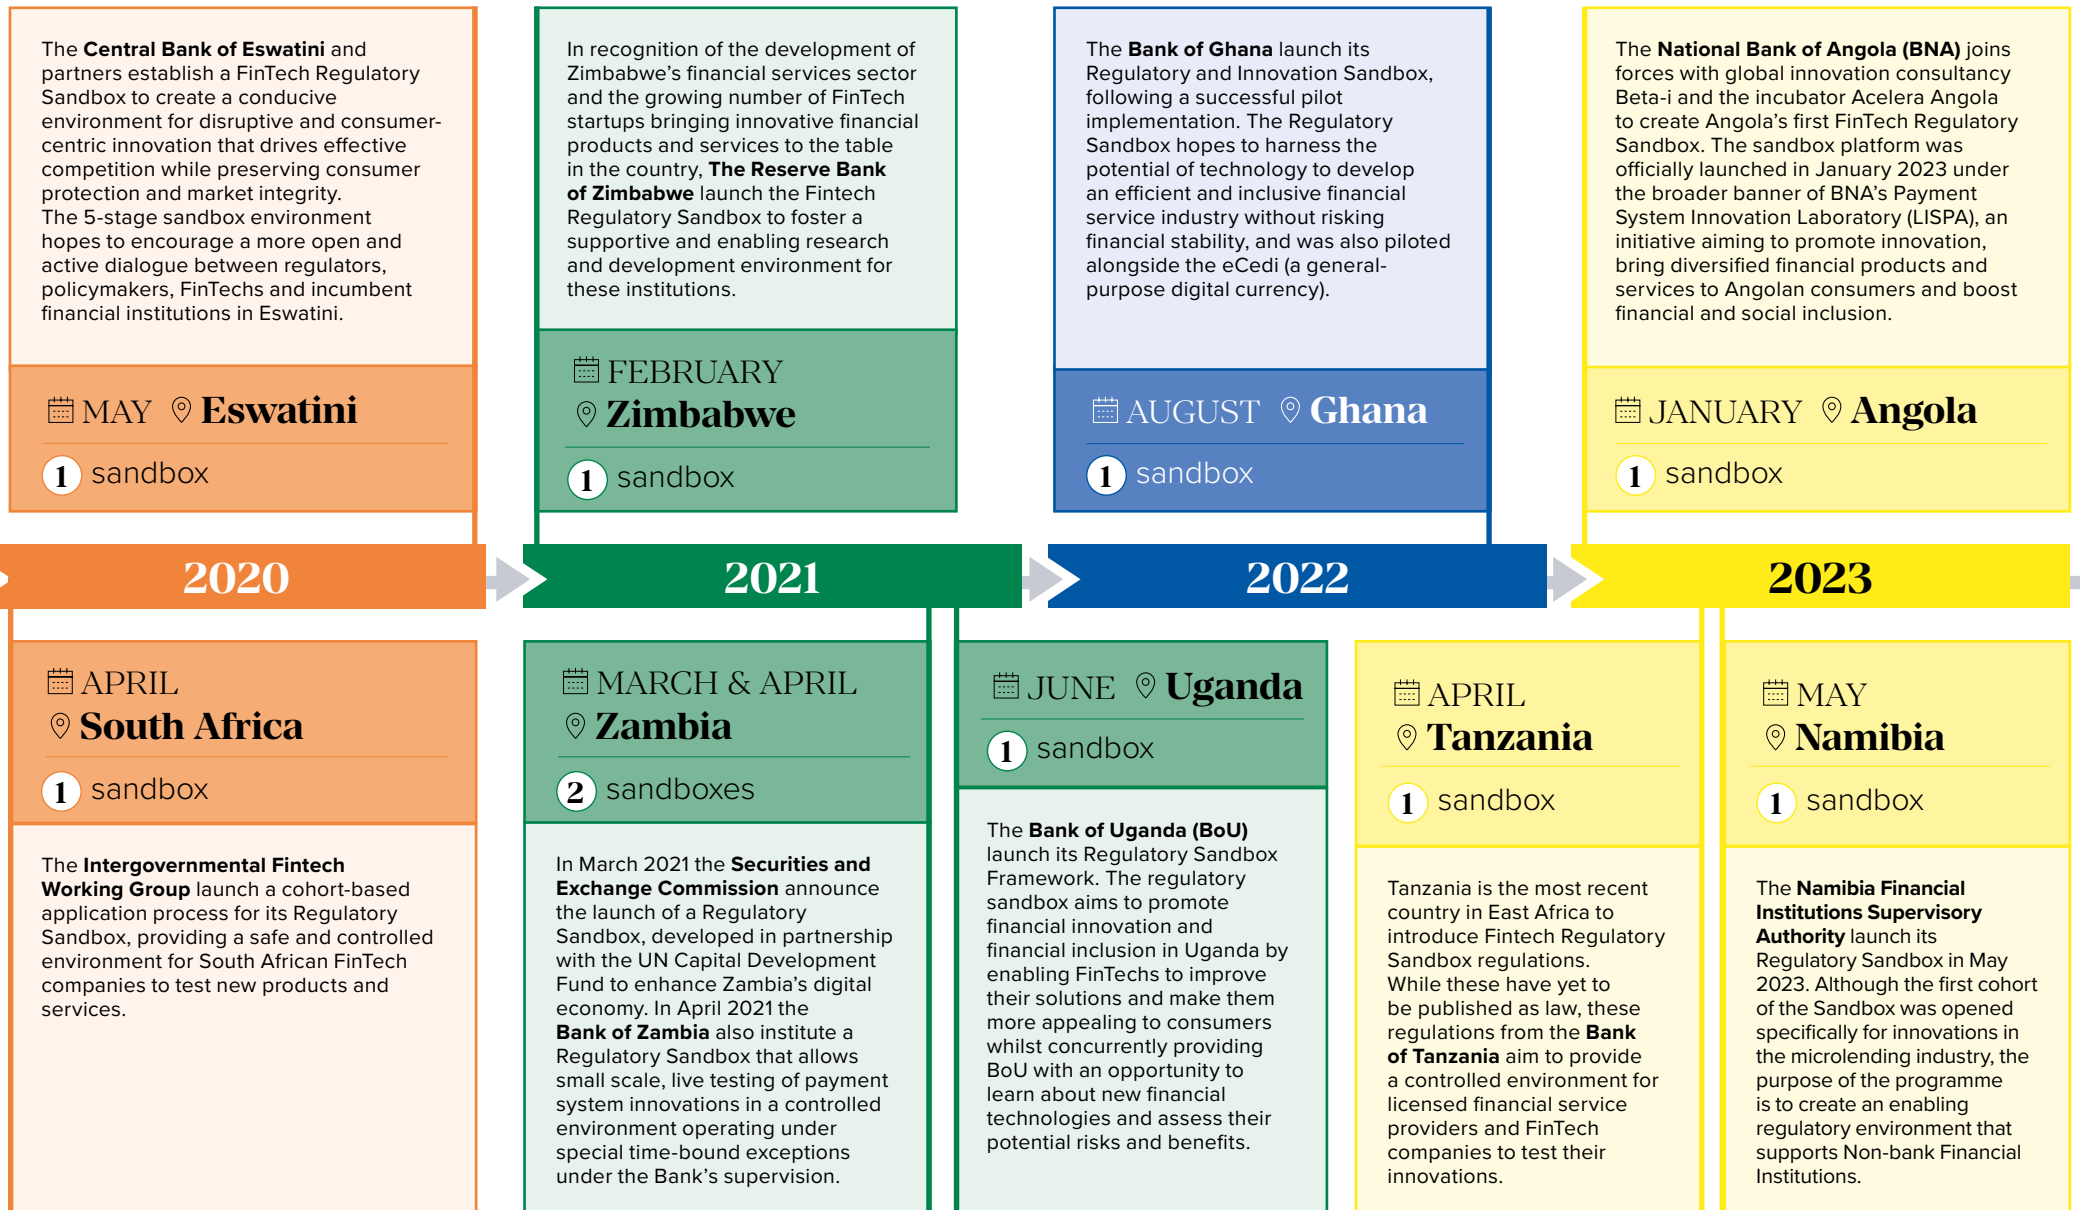 The Central Bank of Eswatini and
partners establish a FinTech Regulatory
Sandbox to create a conducive
environment for disruptive and consumer-
centric innovation that drives effective
competition while preserving consumer
protection and market integrity.
The 5-stage sandbox environment
hopes to encourage a more open and
active dialogue between regulators,
policymakers, FinTechs and incumbent
financial institutions in Eswatini.
MAY Eswatini
1 sandbox
In recognition of the development of
Zimbabwe's financial services sector
and the growing number of FinTech
startups bringing innovative financial
products and services to the table
in the country, The Reserve Bank
of Zimbabwe launch the Fintech
Regulatory Sandbox to foster a
supportive and enabling research
and development environment for
these institutions.
FEBRUARY
Zimbabwe
1 sandbox
The Bank of Ghana launch its
Regulatory and Innovation Sandbox,
following a successful pilot
implementation. The Regulatory
Sandbox hopes to harness the
potential of technology to develop
an efficient and inclusive financial
service industry without risking
financial stability, and was also piloted
alongside the eCedi (a general-
purpose digital currency).
AUGUST Ghana
1 sandbox
The National Bank of Angola (BNA) joins
forces with global innovation consultancy
Beta-i and the incubator Acelera Angola
to create Angola's first FinTech Regulatory
Sandbox. The sandbox platform was
officially launched in January 2023 under
the broader banner of BNA's Payment
System Innovation Laboratory (LISPA), an
initiative aiming to promote innovation,
bring diversified financial products and
services to Angolan consumers and boost
financial and social inclusion.
JANUARY Angola
1 sandbox
2020
2021
2022
2023
APRIL
South Africa
1 sandbox
The Intergovernmental Fintech
Working Group launch a cohort-based
application process for its Regulatory
Sandbox, providing a safe and controlled
environment for South African FinTech
companies to test new products and
services.
MARCH & APRIL
Zambia
2 sandboxes
In March 2021 the Securities and
Exchange Commission announce
the launch of a Regulatory
Sandbox, developed in partnership
with the UN Capital Development
Fund to enhance Zambia's digital
economy. In April 2021 the
Bank of Zambia also institute a
Regulatory Sandbox that allows
small scale, live testing of payment
system innovations in a controlled
environment operating under
special time-bound exceptions
under the Bank's supervision.
JUNE Uganda
1 sandbox
The Bank of Uganda (BoU)
launch its Regulatory Sandbox
Framework. The regulatory
sandbox aims to promote
financial innovation and
financial inclusion in Uganda by
enabling FinTechs to improve
their solutions and make them
more appealing to consumers
whilst concurrently providing
BoU with an opportunity to
learn about new financial
technologies and assess their
potential risks and benefits.
APRIL
Tanzania
1 sandbox
Tanzania is the most recent
country in East Africa to
introduce Fintech Regulatory
Sandbox regulations.
While these have yet to
be published as law, these
regulations from the Bank
of Tanzania aim to provide
a controlled environment for
licensed financial service
providers and FinTech
companies to test their
innovations.
MAY
Namibia
1 sandbox
The Namibia Financial
Institutions Supervisory
Authority launch its
Regulatory Sandbox in May
2023. Although the first cohort
of the Sandbox was opened
specifically for innovations in
the microlending industry, the
purpose of the programme
is to create an enabling
regulatory environment that
supports Non-bank Financial
Institutions.